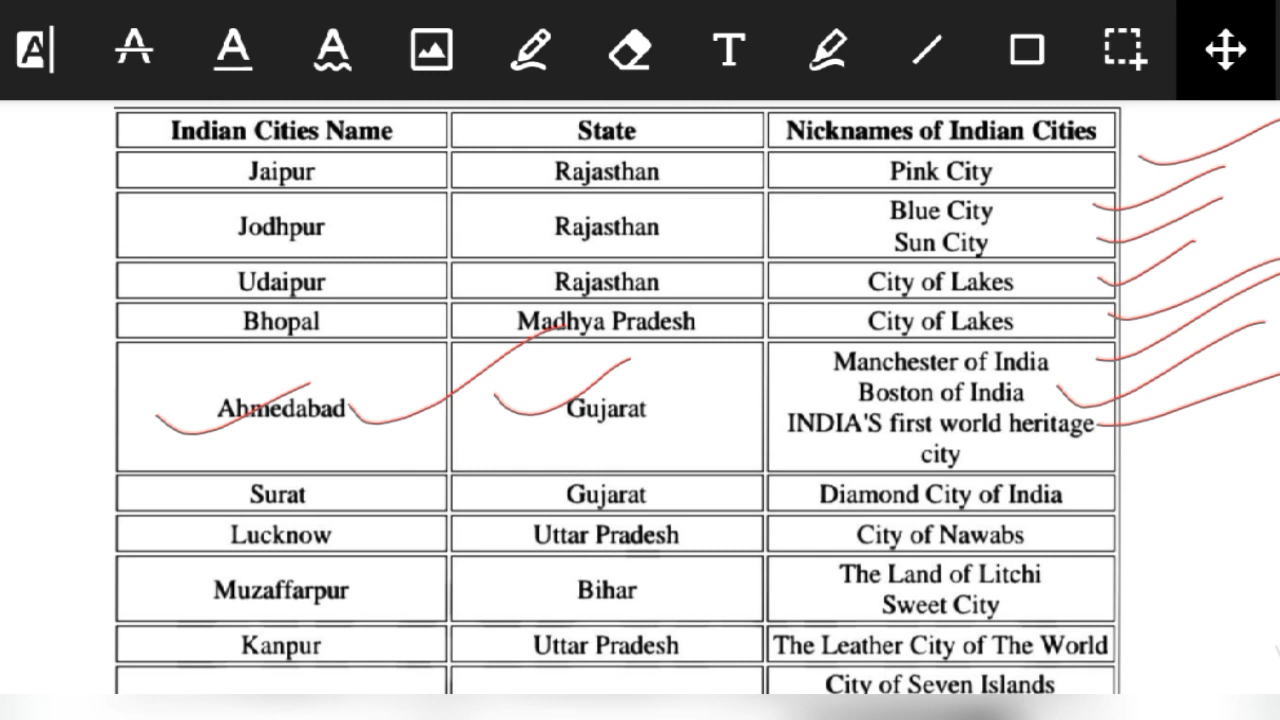 Indian Cities Name State Nicknames of Indian Cities
Jaipur Rajasthan Pink City
Jodhpur Rajasthan Blue City
Sun City
Udaipur Rajasthan City of Lakes
Bhopal Madhya Pradesh City of Lakes
Ahmedabad Gujarat Manchester of India
Boston of India
INDIA'S first world heritage
city
Surat Gujarat Diamond City of India
Lucknow Uttar Pradesh City of Nawabs
Muzaffarpur Bihar The Land of Litchi
Sweet City
Kanpur Uttar Pradesh The Leather City of The World
City of Seven Islands